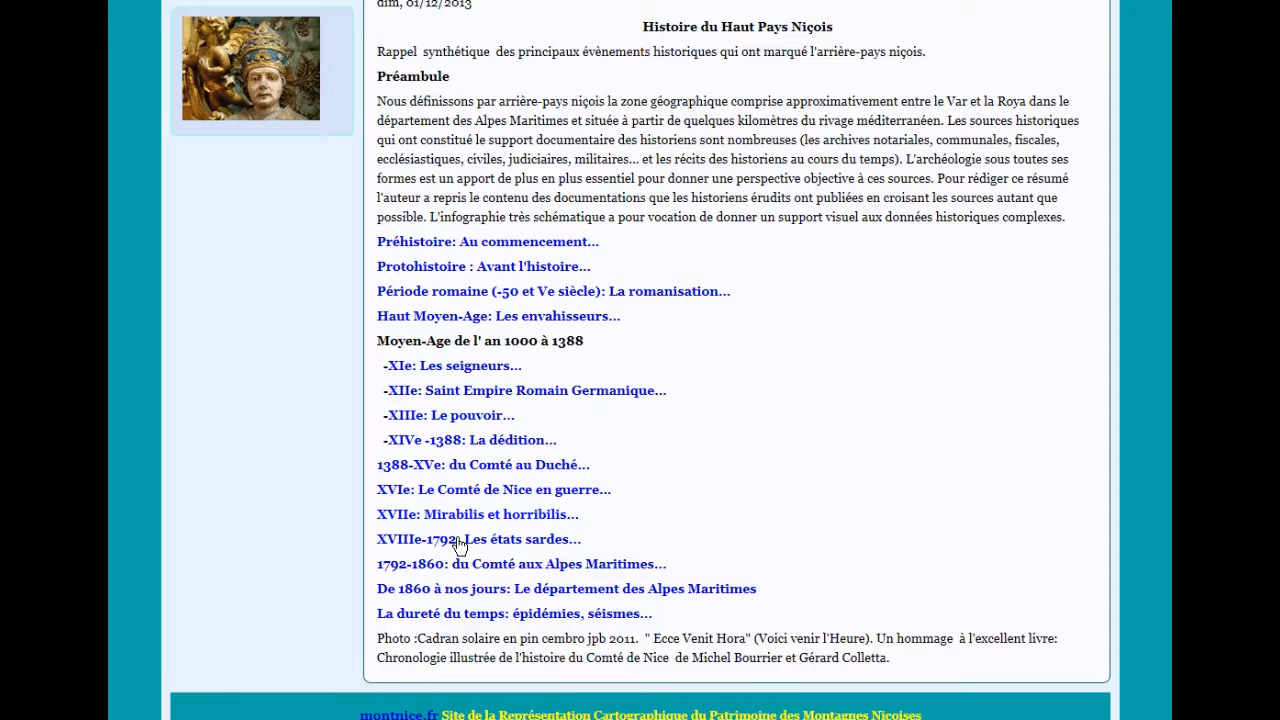 dim, 01/12/2013
Histoire du Haut Pays Niçois
Rappel synthétique des principaux évènements historiques qui ont marqué l'arrière-pays niçois.
Préambule
Nous définissons par arrière-pays niçois la zone géographique comprise approximativement entre le Var et la Roya dans le
département des Alpes Maritimes et située à partir de quelques kilomètres du rivage méditerranéen. Les sources historiques
qui ont constitué le support documentaire des historiens sont nombreuses (les archives notariales, communales, fiscales,
ecclésiastiques, civiles, judiciaires, militaires... et les récits des historiens au cours du temps). L'archéologie sous toutes ses
formes est un apport de plus en plus essentiel pour donner une perspective objective à ces sources. Pour rédiger ce résumé
l'auteur a repris le contenu des documentations que les historiens érudits ont publiées en croisant les sources autant que
possible. L'infographie très schématique a pour vocation de donner un support visuel aux données historiques complexes.
Préhistoire: Au commencement...
Protohistoire : Avant l'histoire...
Période romaine (-50 et Ve siècle): La romanisation...
Haut Moyen-Age: Les envahisseurs...
Moyen-Age de l' an 1000 à 1388
-XIe: Les seigneurs...
-XIIe: Saint Empire Romain Germanique...
-XIIIe: Le pouvoir...
-XIVe -1388: La dédition...
1388-XVe: du Comté au Duché...
XVIe: Le Comté de Nice en guerre...
XVIIe: Mirabilis et horribilis...
XVIIIe-1792: Les états sardes...
1792-1860: du Comté aux Alpes Maritimes...
De 1860 à nos jours: Le département des Alpes Maritimes
La dureté du temps: épidémies, séismes...
Photo :Cadran solaire en pin cembro jpb 2011. " Ecce Venit Hora" (Voici venir l'Heure). Un hommage à l'excellent livre:
Chronologie illustrée de l'histoire du Comté de Nice de Michel Bourrier et Gérard Colletta.
montnice.fr Site de la Représentation Cartographique du Patrimoine des Montagnes Niçoises